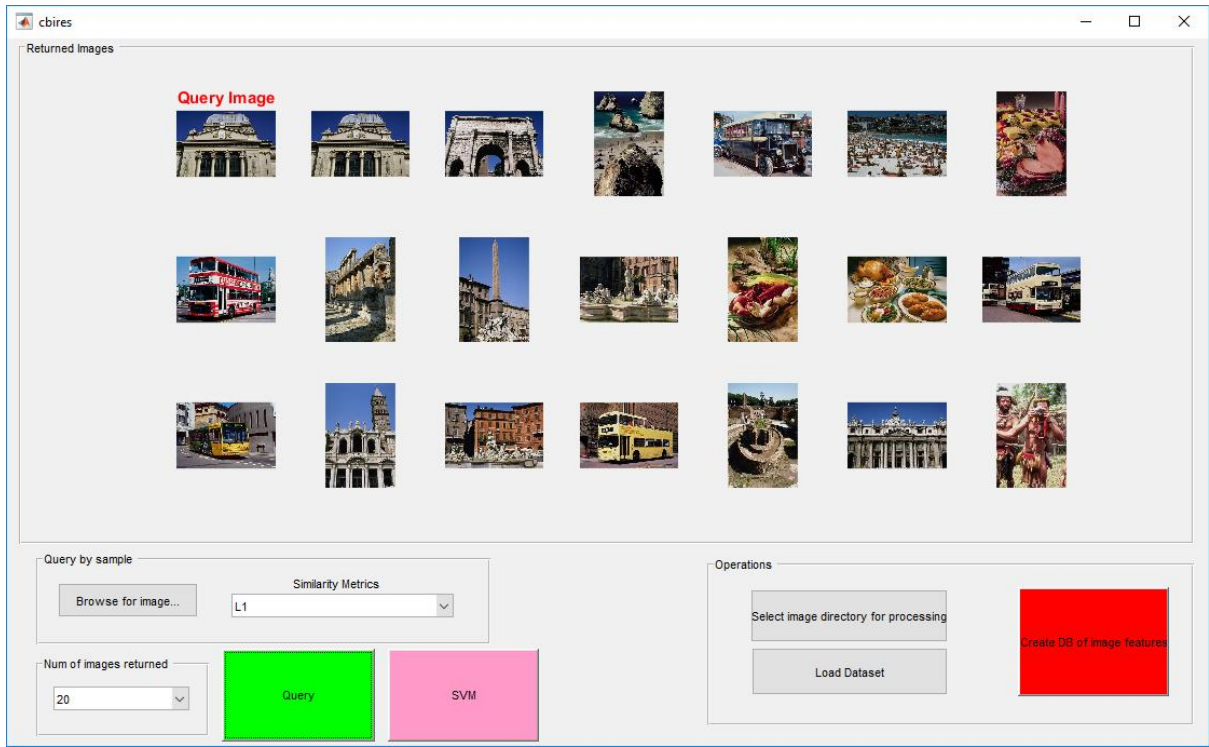 cbires
Returned Images
Query Image
Query by sample
Browse for image...
Similarity Metrics
L1
Num of images returned
20
Query
SVM
Operations
Select image directory for processing
Load Dataset
Create DB of image features